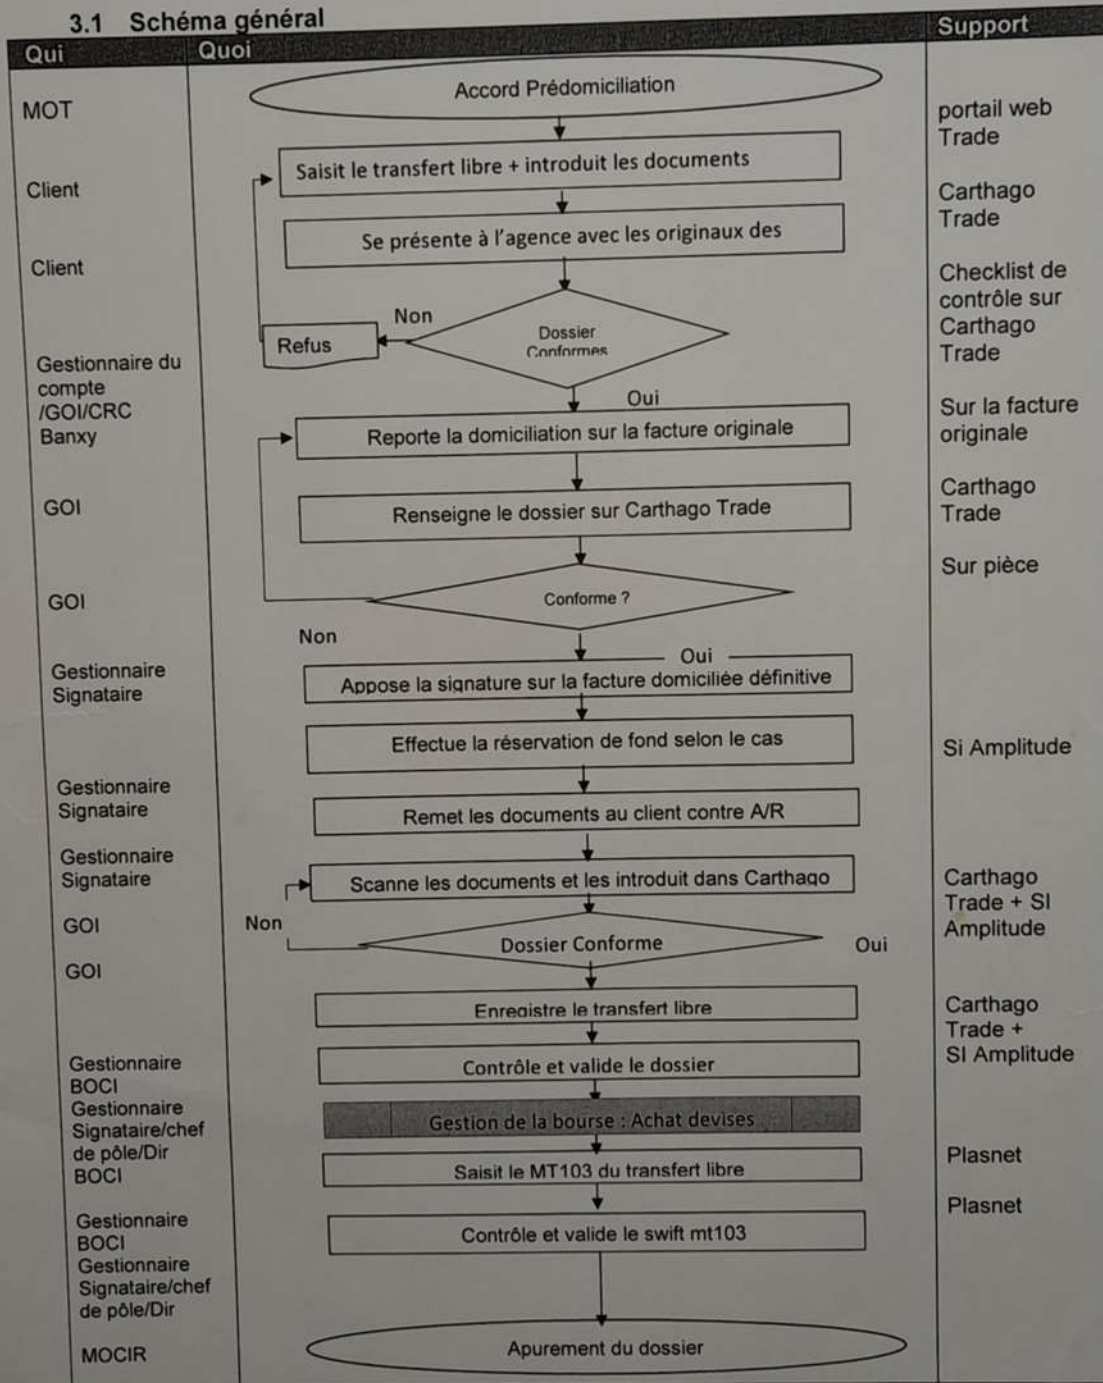 3.1 Schéma général
Qui
Quoi
Support
MOT
Accord Prédomiciliation
portail web
Trade
Client
Saisit le transfert libre + introduit les documents
Carthago
Trade
Client
Se présente à l'agence avec les originaux des
Checklist de
contrôle sur
Carthago
Trade
Non
Dossier
Conformes
Refus
Gestionnaire du
compte
/GOI/CRC
Banxy
Oui
Reporte la domiciliation sur la facture originale
Sur la facture
originale
GOI
Renseigne le dossier sur Carthago Trade
Carthago
Trade
GOI
Conforme ?
Sur pièce
Non
Oui
Gestionnaire
Signataire
Appose la signature sur la facture domiciliée définitive
Effectue la réservation de fond selon le cas
Si Amplitude
Gestionnaire
Signataire
Remet les documents au client contre A/R
Gestionnaire
Signataire
Scanne les documents et les introduit dans Carthago
Carthago
Trade + SI
Amplitude
GOI
Non
Dossier Conforme
Oui
GOI
Enregistre le transfert libre
Carthago
Trade +
SI Amplitude
Gestionnaire
BOCI
Contrôle et valide le dossier
Gestionnaire
Signataire/chef
de pôle/Dir
BOCI
Gestion de la bourse : Achat devises
Saisit le MT103 du transfert libre
Plasnet
Gestionnaire
BOCI
Contrôle et valide le swift mt103
Plasnet
Gestionnaire
Signataire/chef
de pôle/Dir
MOCIR
Apurement du dossier